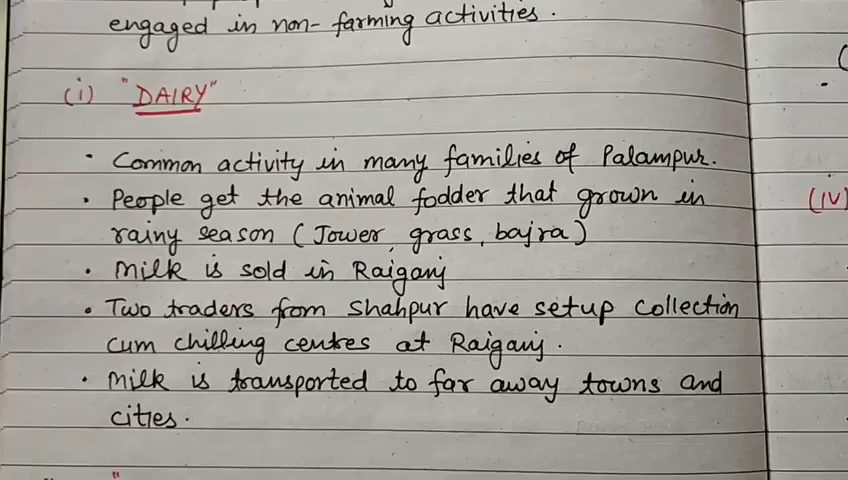 engaged in non-farming activities.
(i) "DAIRY"
• Common activity in many families of Palampur.
• People get the animal fodder that grown in
rainy season (Jower, grass, bajra)
• Milk is sold in Raiganj
• Two traders from Shahpur have setup collection
cum chilling centres at Raiganj.
• Milk is transported to far away towns and
cities.
(iv)